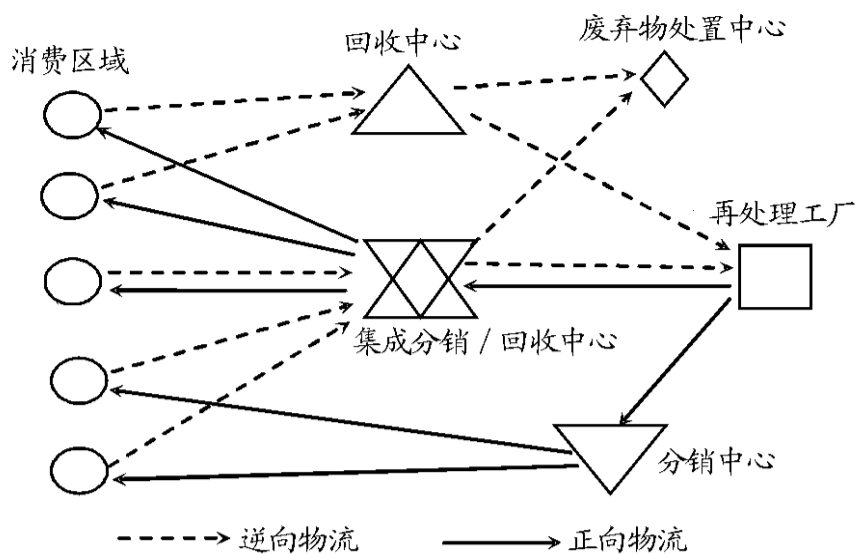 废弃物处置中心
回收中心
消费区域
再处理工厂
集成分销/回收中心
分销中心
逆向物流
正向物流